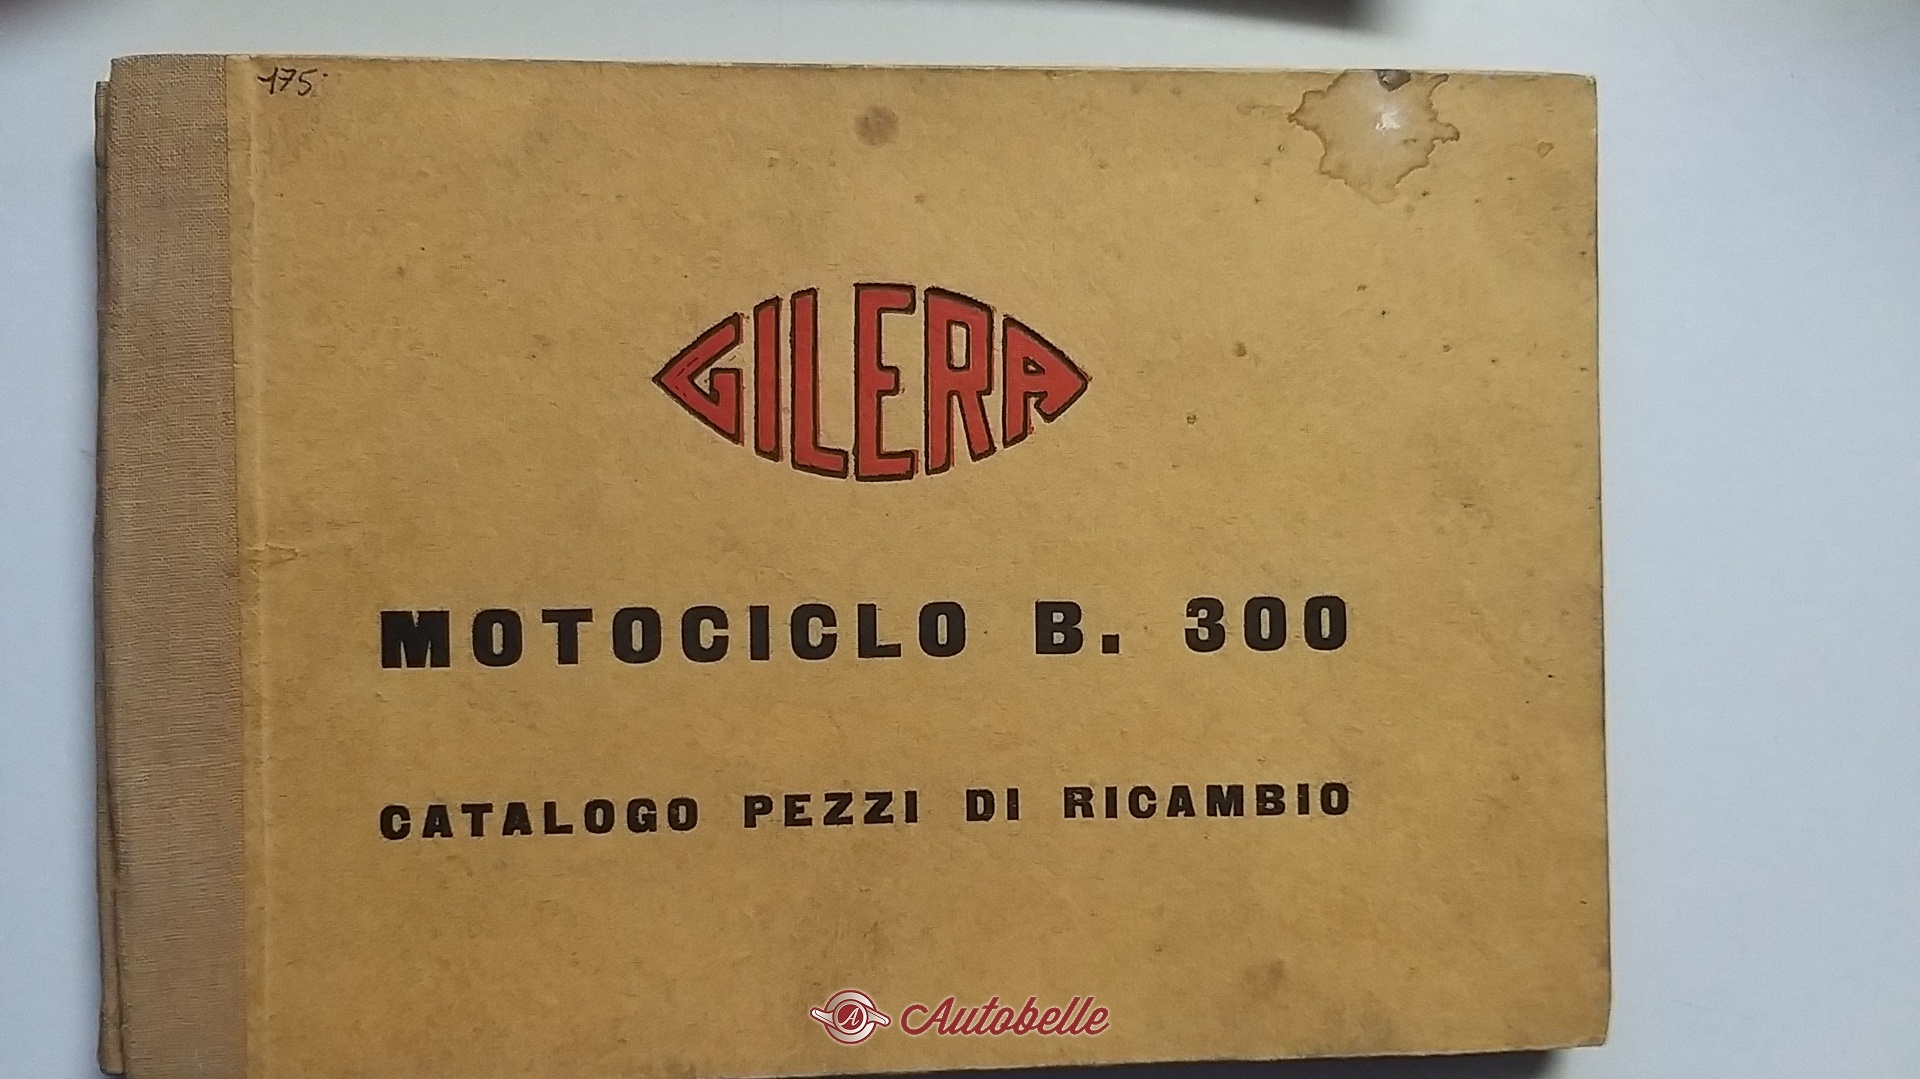 175
GILERA
MOTOCICLO B. 300
CATALOGO PEZZI DI RICAMBIO
A Autobelle